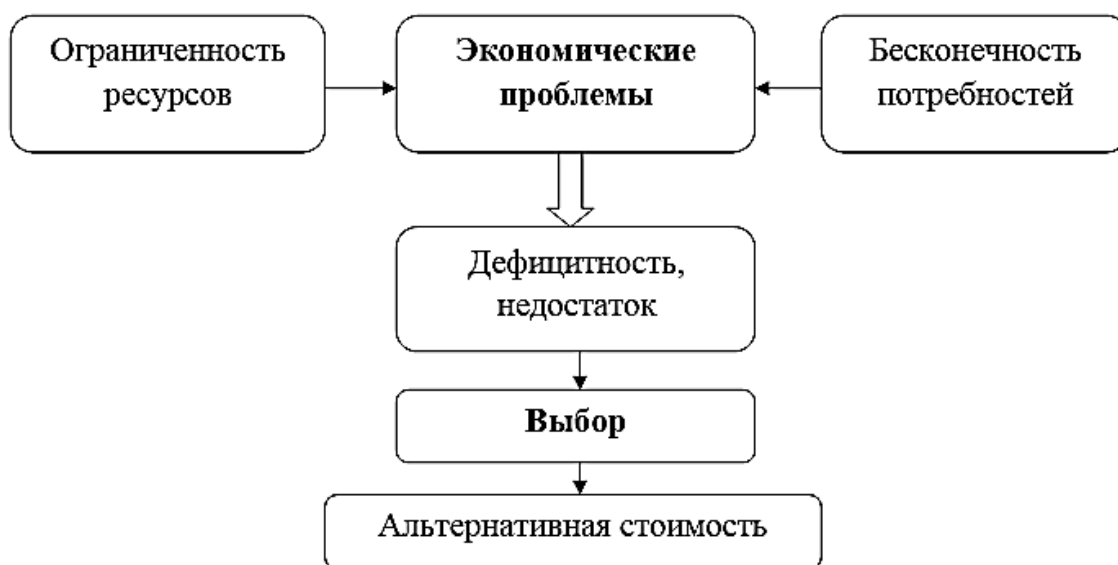 Ограниченность
ресурсов
Экономические
проблемы
Бесконечность
потребностей
Дефицитность,
недостаток
Выбор
Альтернативная стоимость